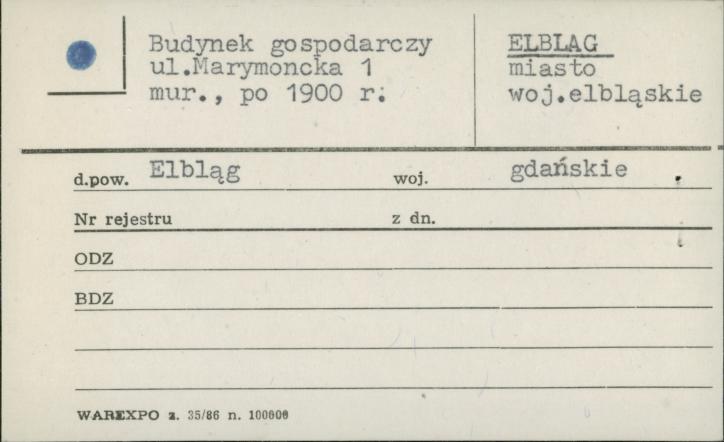 Budynek gospodarczy
ul.Marymoncka 1
mur., po 1900 r.
ELBLAG
miasto
woj.elbląskie
d.pow. Elbląg woj. gdańskie
Nr rejestru z dn.
ODZ
BDZ
WAREXPO z. 35/86 n. 100000